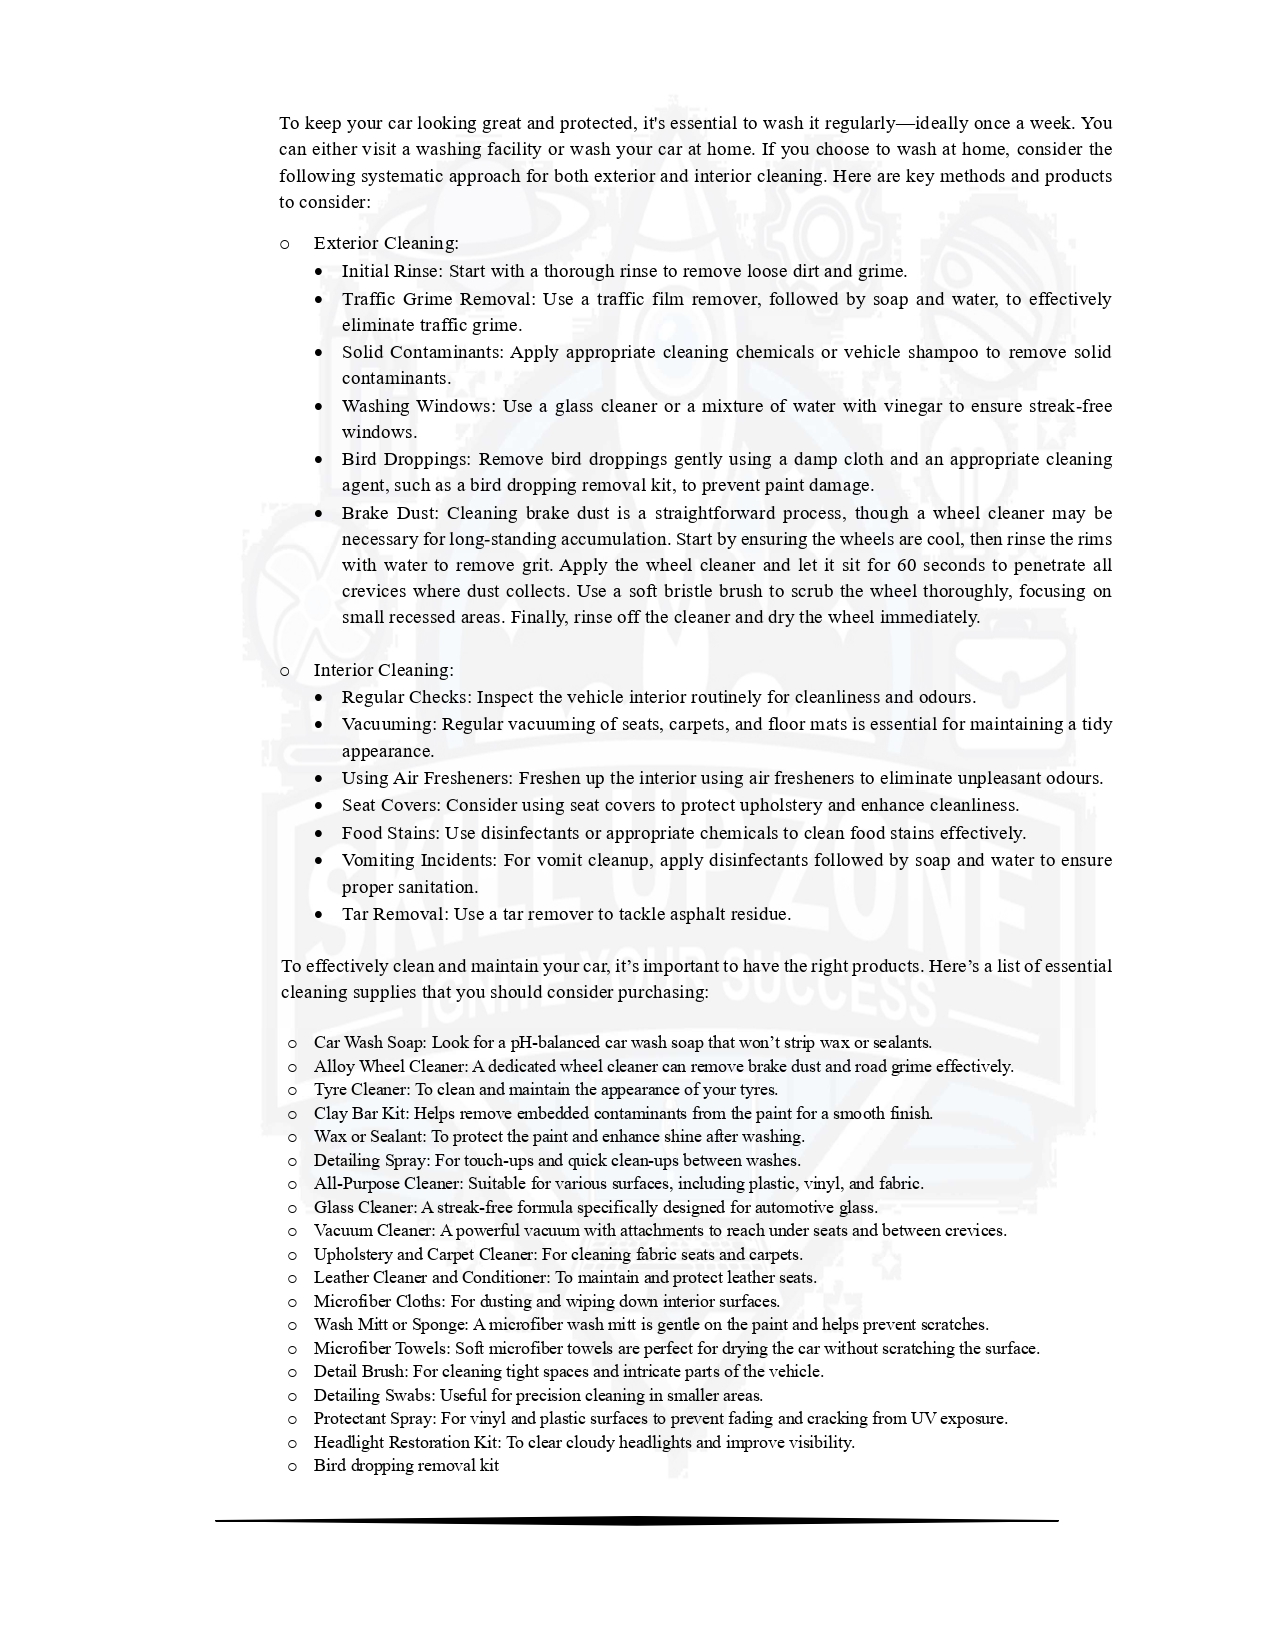 To keep your car looking great and protected, it's essential to wash it regularly—ideally once a week. You
can either visit a washing facility or wash your car at home. If you choose to wash at home, consider the
following systematic approach for both exterior and interior cleaning. Here are key methods and products
to consider:
o Exterior Cleaning:
• Initial Rinse: Start with a thorough rinse to remove loose dirt and grime.
• Traffic Grime Removal: Use a traffic film remover, followed by soap and water, to effectively
eliminate traffic grime.
• Solid Contaminants: Apply appropriate cleaning chemicals or vehicle shampoo to remove solid
contaminants.
• Washing Windows: Use a glass cleaner or a mixture of water with vinegar to ensure streak-free
windows.
• Bird Droppings: Remove bird droppings gently using a damp cloth and an appropriate cleaning
agent, such as a bird dropping removal kit, to prevent paint damage.
• Brake Dust: Cleaning brake dust is a straightforward process, though a wheel cleaner may be
necessary for long-standing accumulation. Start by ensuring the wheels are cool, then rinse the rims
with water to remove grit. Apply the wheel cleaner and let it sit for 60 seconds to penetrate all
crevices where dust collects. Use a soft bristle brush to scrub the wheel thoroughly, focusing on
small recessed areas. Finally, rinse off the cleaner and dry the wheel immediately.
o Interior Cleaning:
• Regular Checks: Inspect the vehicle interior routinely for cleanliness and odours.
• Vacuuming: Regular vacuuming of seats, carpets, and floor mats is essential for maintaining a tidy
appearance.
• Using Air Fresheners: Freshen up the interior using air fresheners to eliminate unpleasant odours.
• Seat Covers: Consider using seat covers to protect upholstery and enhance cleanliness.
• Food Stains: Use disinfectants or appropriate chemicals to clean food stains effectively.
• Vomiting Incidents: For vomit cleanup, apply disinfectants followed by soap and water to ensure
proper sanitation.
• Tar Removal: Use a tar remover to tackle asphalt residue.
SKILL UP ZONE
IGNITE YOUR SUCCESS
To effectively clean and maintain your car, it’s important to have the right products. Here’s a list of essential
cleaning supplies that you should consider purchasing:
o Car Wash Soap: Look for a pH-balanced car wash soap that won’t strip wax or sealants.
o Alloy Wheel Cleaner: A dedicated wheel cleaner can remove brake dust and road grime effectively.
o Tyre Cleaner: To clean and maintain the appearance of your tyres.
o Clay Bar Kit: Helps remove embedded contaminants from the paint for a smooth finish.
o Wax or Sealant: To protect the paint and enhance shine after washing.
o Detailing Spray: For touch-ups and quick clean-ups between washes.
o All-Purpose Cleaner: Suitable for various surfaces, including plastic, vinyl, and fabric.
o Glass Cleaner: A streak-free formula specifically designed for automotive glass.
o Vacuum Cleaner: A powerful vacuum with attachments to reach under seats and between crevices.
o Upholstery and Carpet Cleaner: For cleaning fabric seats and carpets.
o Leather Cleaner and Conditioner: To maintain and protect leather seats.
o Microfiber Cloths: For dusting and wiping down interior surfaces.
o Wash Mitt or Sponge: A microfiber wash mitt is gentle on the paint and helps prevent scratches.
o Microfiber Towels: Soft microfiber towels are perfect for drying the car without scratching the surface.
o Detail Brush: For cleaning tight spaces and intricate parts of the vehicle.
o Detailing Swabs: Useful for precision cleaning in smaller areas.
o Protectant Spray: For vinyl and plastic surfaces to prevent fading and cracking from UV exposure.
o Headlight Restoration Kit: To clear cloudy headlights and improve visibility.
o Bird dropping removal kit